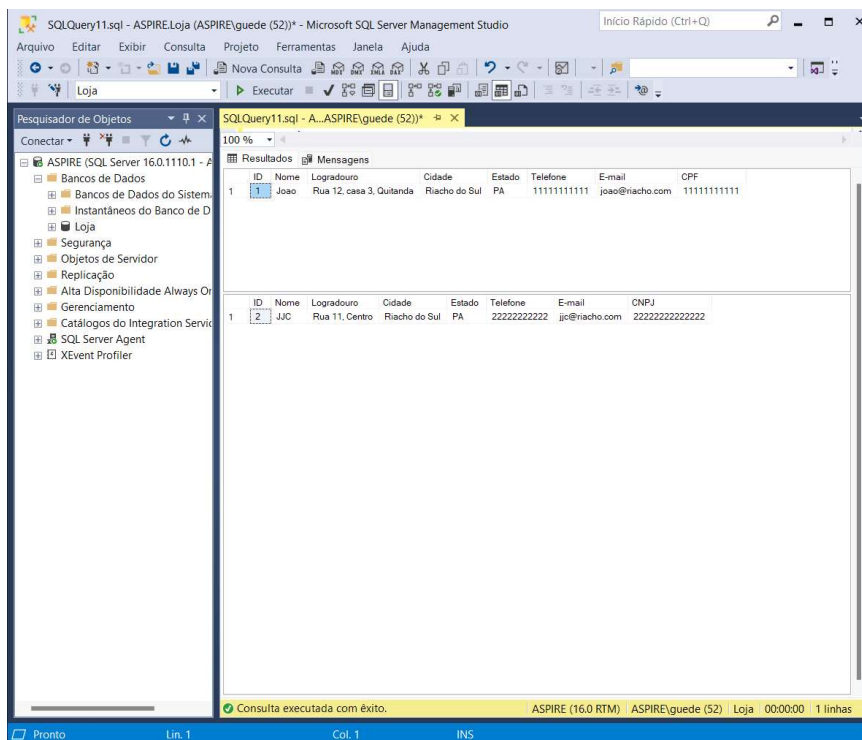 SQLQuery11.sql - ASPIRE.Loja (ASPIRE\guede (52))* - Microsoft SQL Server Management Studio
Início Rápido (Ctrl+Q)
Arquivo Editar Exibir Consulta Projeto Ferramentas Janela Ajuda
Nova Consulta MDX DMX XMLA DAX
Loja Executar
Pesquisador de Objetos
SQLQuery11.sql - A...ASPIRE\guede (52))*
Conectar
100 %
Resultados Mensagens
ASPIRE (SQL Server 16.0.1110.1 - A
Bancos de Dados
Bancos de Dados do Sistem
Instantâneos do Banco de D
Loja
Segurança
Objetos de Servidor
Replicação
Alta Disponibilidade Always Or
Gerenciamento
Catálogos do Integration Servic
SQL Server Agent
XEvent Profiler
ID Nome Logradouro Cidade Estado Telefone E-mail CPF
1 1 Joao Rua 12, casa 3, Quitanda Riacho do Sul PA 11111111111 joao@riacho.com 11111111111
ID Nome Logradouro Cidade Estado Telefone E-mail CNPJ
1 2 JJC Rua 11, Centro Riacho do Sul PA 22222222222 jjc@riacho.com 22222222222222
Consulta executada com êxito. ASPIRE (16.0 RTM) ASPIRE\guede (52) Loja 00:00:00 1 linhas
Pronto Lin. 1 Col. 1 INS